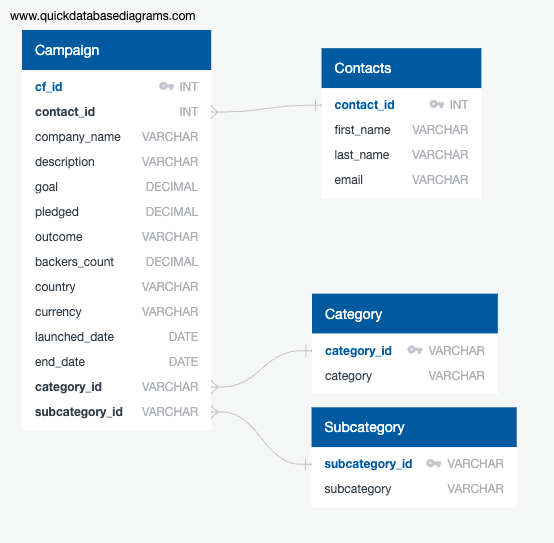 www.quickdatabasediagrams.com
Campaign
cf_id INT
contact_id INT
company_name VARCHAR
description VARCHAR
goal DECIMAL
pledged DECIMAL
outcome VARCHAR
backers_count DECIMAL
country VARCHAR
currency VARCHAR
launched_date DATE
end_date DATE
category_id VARCHAR
subcategory_id VARCHAR
Contacts
contact_id INT
first_name VARCHAR
last_name VARCHAR
email VARCHAR
Category
category_id VARCHAR
category VARCHAR
Subcategory
subcategory_id VARCHAR
subcategory VARCHAR